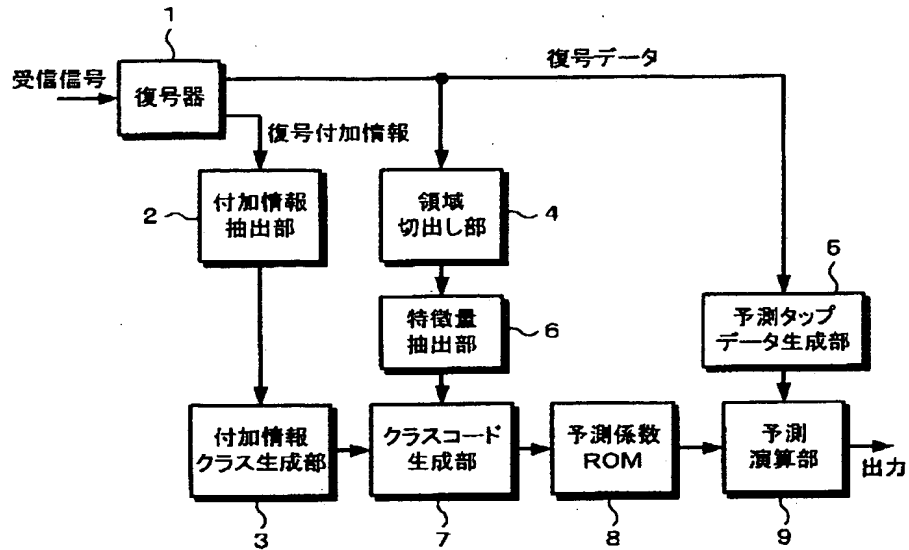 1
受信信号
復号器
復号データ
復号付加情報
2
付加情報
抽出部
領域
切出し部
4
5
特徴量
抽出部
6
予測タップ
データ生成部
付加情報
クラス生成部
クラスコード
生成部
予測係数
ROM
予測
演算部
出力
3
7
8
9